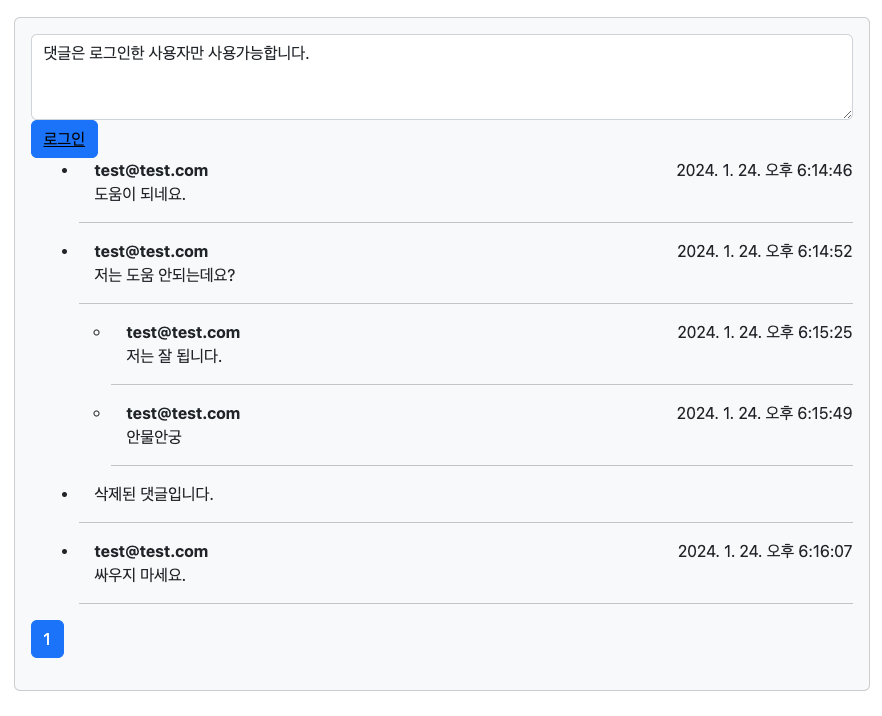 댓글은 로그인한 사용자만 사용가능합니다.
로그인
test@test.com 2024. 1. 24. 오후 6:14:46
도움이 되네요.
test@test.com 2024. 1. 24. 오후 6:14:52
저는 도움 안되는데요?
test@test.com 2024. 1. 24. 오후 6:15:25
저는 잘 됩니다.
test@test.com 2024. 1. 24. 오후 6:15:49
안물안궁
삭제된 댓글입니다.
test@test.com 2024. 1. 24. 오후 6:16:07
싸우지 마세요.
1